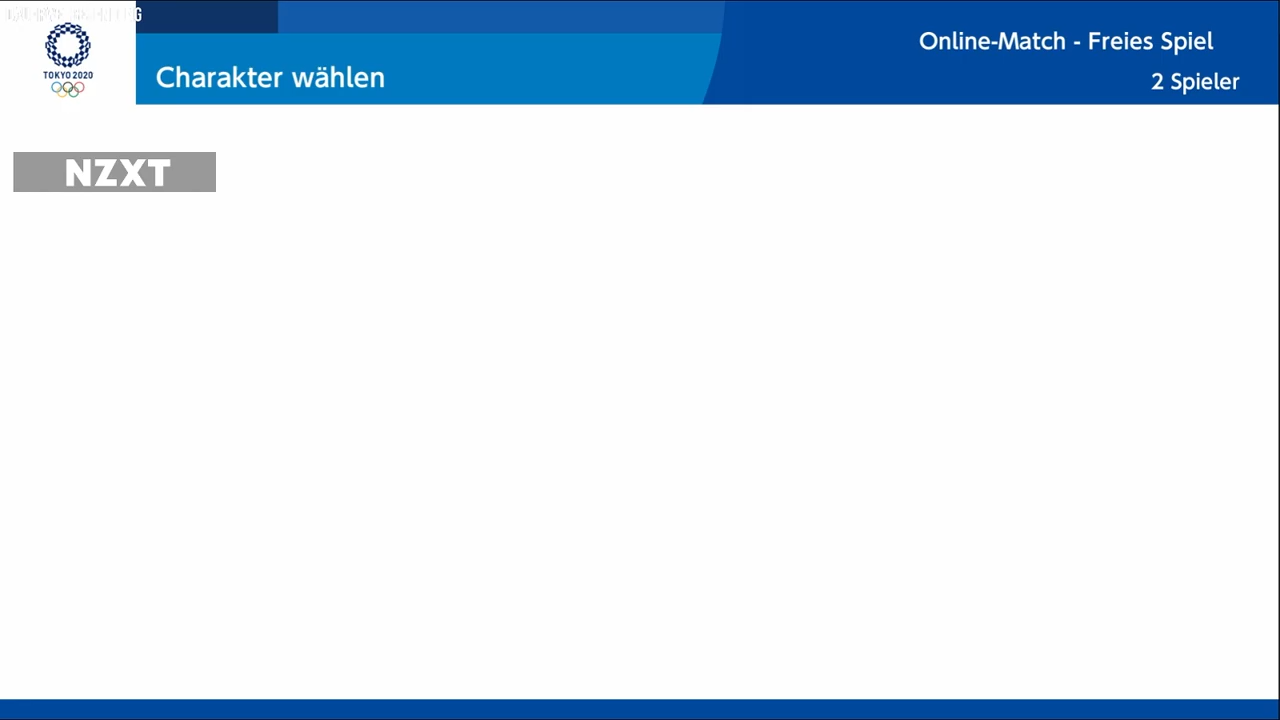 TOKYO 2020
Charakter wählen
Online-Match - Freies Spiel
2 Spieler
NZXT